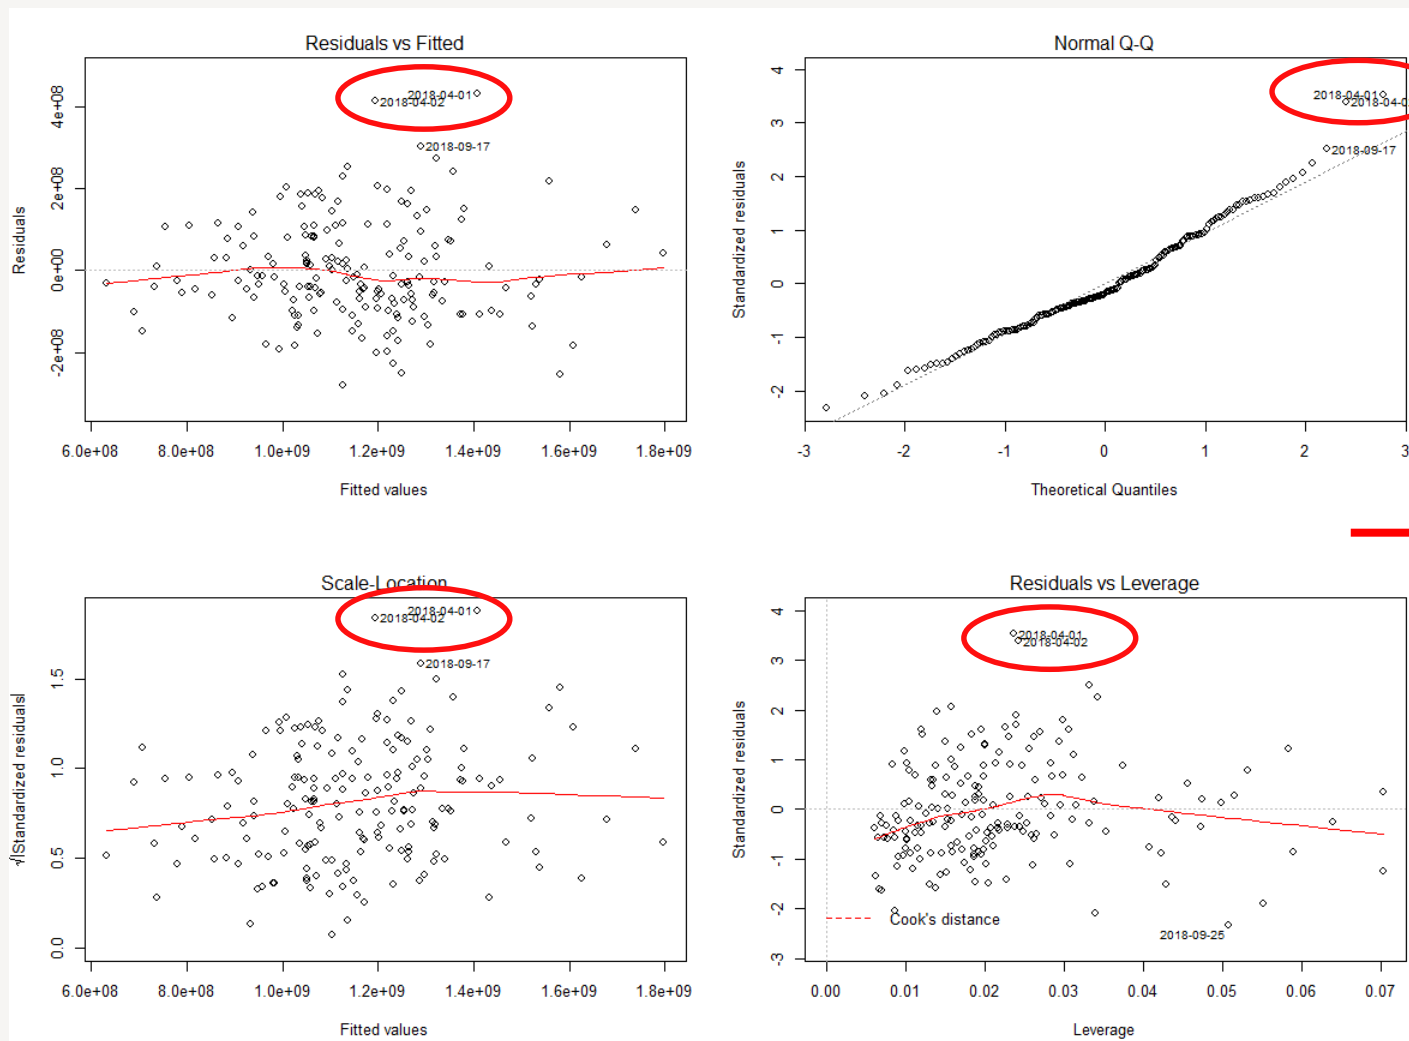 Residuals vs Fitted
Residuals
4e+08
2e+08
0e+00
-2e+08
2018-04-01
2018-04-02
2018-09-17
6.0e+08 8.0e+08 1.0e+09 1.2e+09 1.4e+09 1.6e+09 1.8e+09
Fitted values
Normal Q-Q
Standardized residuals
4
3
2
1
0
-1
-2
2018-04-01
2018-04-0
2018-09-17
-3 -2 -1 0 1 2 3
Theoretical Quantiles
Scale-Location
√|Standardized residuals|
1.5
1.0
0.5
0.0
2018-04-01
2018-04-02
2018-09-17
6.0e+08 8.0e+08 1.0e+09 1.2e+09 1.4e+09 1.6e+09 1.8e+09
Fitted values
Residuals vs Leverage
Standardized residuals
4
3
2
1
0
-1
-2
-3
2018-04-01
2018-04-02
Cook's distance
2018-09-25
0.00 0.01 0.02 0.03 0.04 0.05 0.06 0.07
Leverage